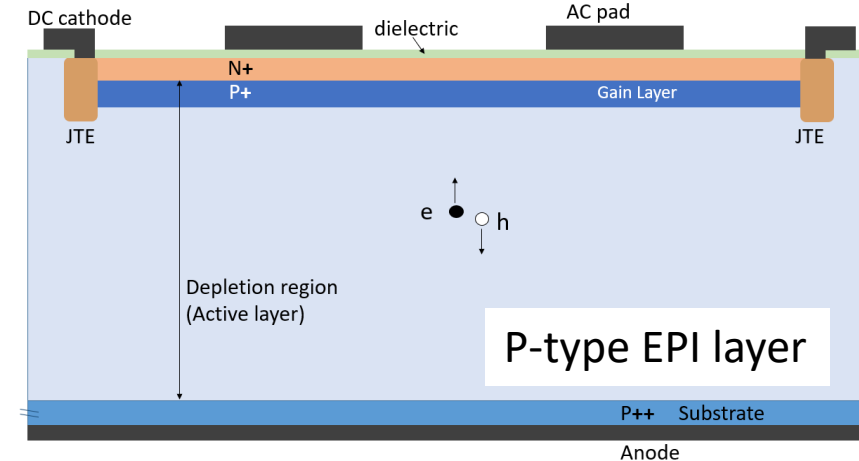 DC cathode
dielectric
AC pad
N+
P+
Gain Layer
JTE
JTE
e
h
Depletion region
(Active layer)
P-type EPI layer
P++ Substrate
Anode